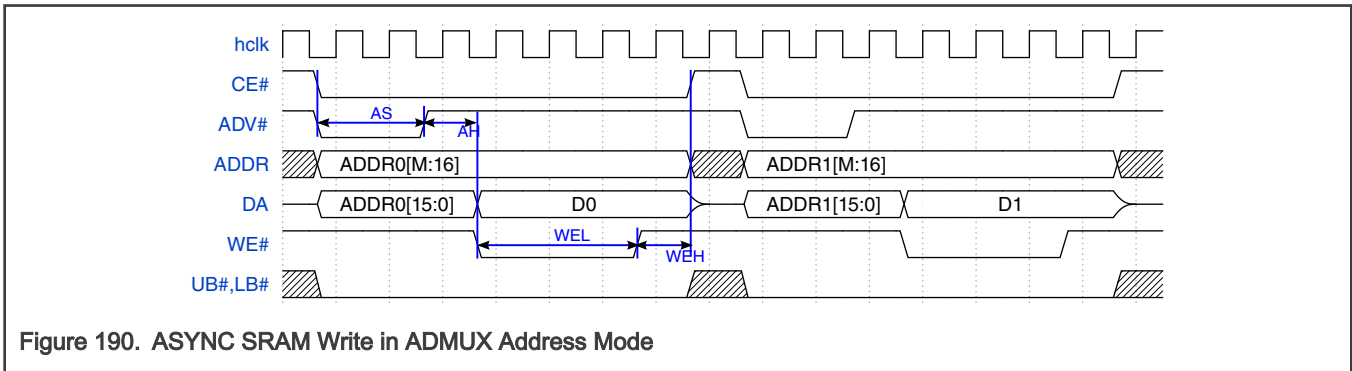 hclk
CE#
ADV# AS AH
ADDR ADDR0[M:16] ADDR1[M:16]
DA ADDR0[15:0] D0 ADDR1[15:0] D1
WE# WEL WEH
UB#,LB#
Figure 190. ASYNC SRAM Write in ADMUX Address Mode